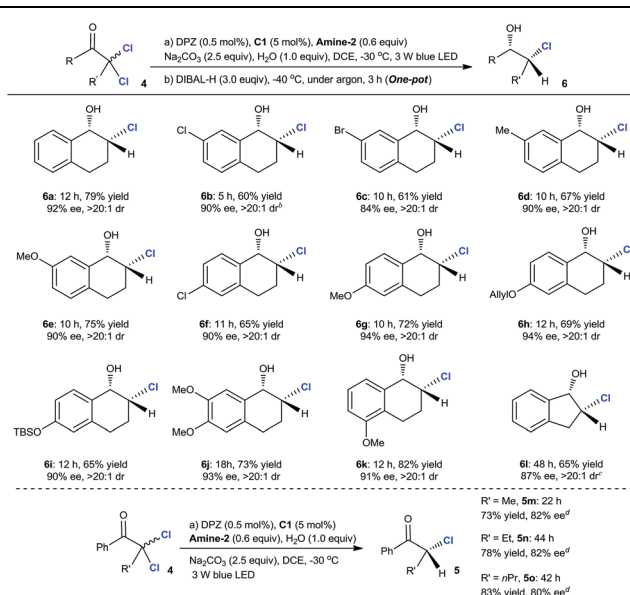 O Cl R R' Cl 4
a) DPZ (0.5 mol%), C1 (5 mol%), Amine-2 (0.6 equiv)
Na2CO3 (2.5 equiv), H2O (1.0 equiv), DCE, -30 °C, 3 W blue LED
b) DIBAL-H (3.0 euqiv), -40 °C, under argon, 3 h (One-pot)
OH Cl R R' H 6
OH Cl H
Cl OH Cl H
Br OH Cl H
Me OH Cl H
6a: 12 h, 79% yield
92% ee, >20:1 dr
6b: 5 h, 60% yield
90% ee, >20:1 dr^b
6c: 10 h, 61% yield
84% ee, >20:1 dr
6d: 10 h, 67% yield
90% ee, >20:1 dr
MeO OH Cl H
Cl OH Cl H
MeO OH Cl H
AllylO OH Cl H
6e: 10 h, 75% yield
90% ee, >20:1 dr
6f: 11 h, 65% yield
90% ee, >20:1 dr
6g: 10 h, 72% yield
94% ee, >20:1 dr
6h: 12 h, 69% yield
94% ee, >20:1 dr
TBSO OH Cl H
MeO MeO OH Cl H
OMe OH Cl H
OH Cl H
6i: 12 h, 65% yield
90% ee, >20:1 dr
6j: 18h, 73% yield
93% ee, >20:1 dr
6k: 12 h, 82% yield
91% ee, >20:1 dr
6l: 48 h, 65% yield
87% ee, >20:1 dr^c
O Cl Ph R' Cl 4
a) DPZ (0.5 mol%), C1 (5 mol%)
Amine-2 (0.6 equiv), H2O (1.0 equiv)
Na2CO3 (2.5 equiv), DCE, -30 °C
3 W blue LED
O Cl Ph R' H 5
R' = Me, 5m: 22 h
73% yield, 82% ee^d
R' = Et, 5n: 44 h
78% yield, 82% ee^d
R' = nPr, 5o: 42 h
83% yield, 80% ee^d